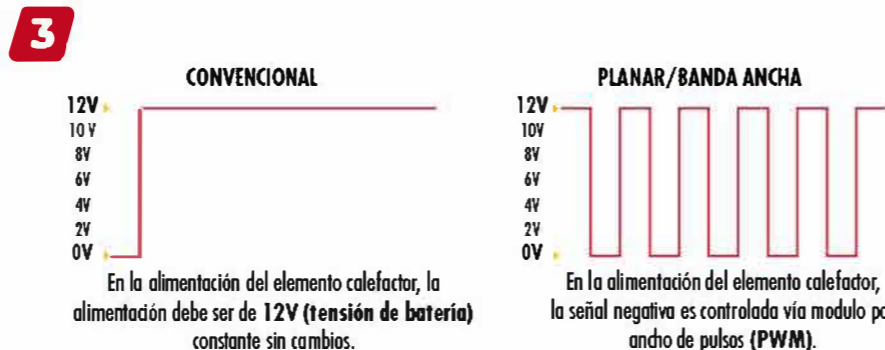 3
CONVENCIONAL
12V
10 V
8V
6V
4V
2V
0V
En la alimentación del elemento calefactor, la
alimentación debe ser de 12V (tensión de batería)
constante sin cambios.
PLANAR/BANDA ANCHA
12V
10V
8V
6V
4V
2V
0V
En la alimentación del elemento calefactor,
la señal negativa es controlada vía modulo po
ancho de pulsos (PWM).